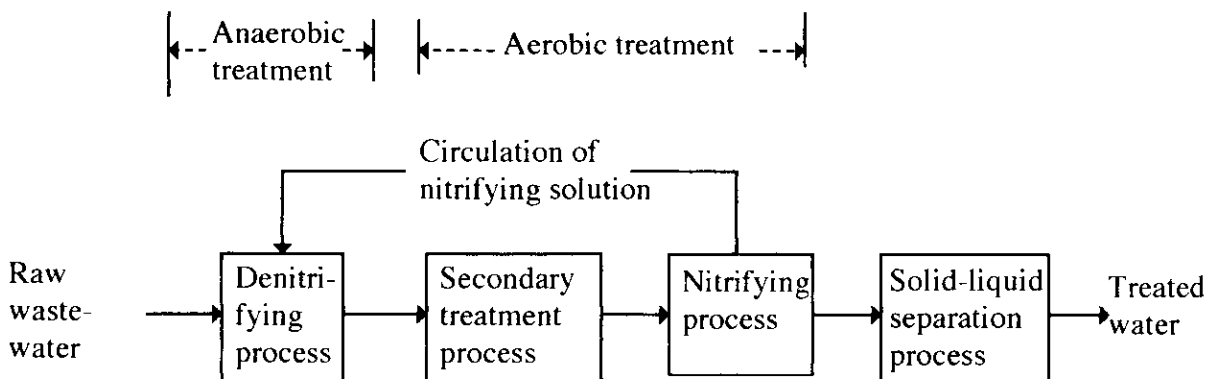 Anaerobic
treatment
Aerobic treatment
Circulation of
nitrifying solution
Raw
waste-
water
Denitri-
fying
process
Secondary
treatment
process
Nitrifying
process
Solid-liquid
separation
process
Treated
water